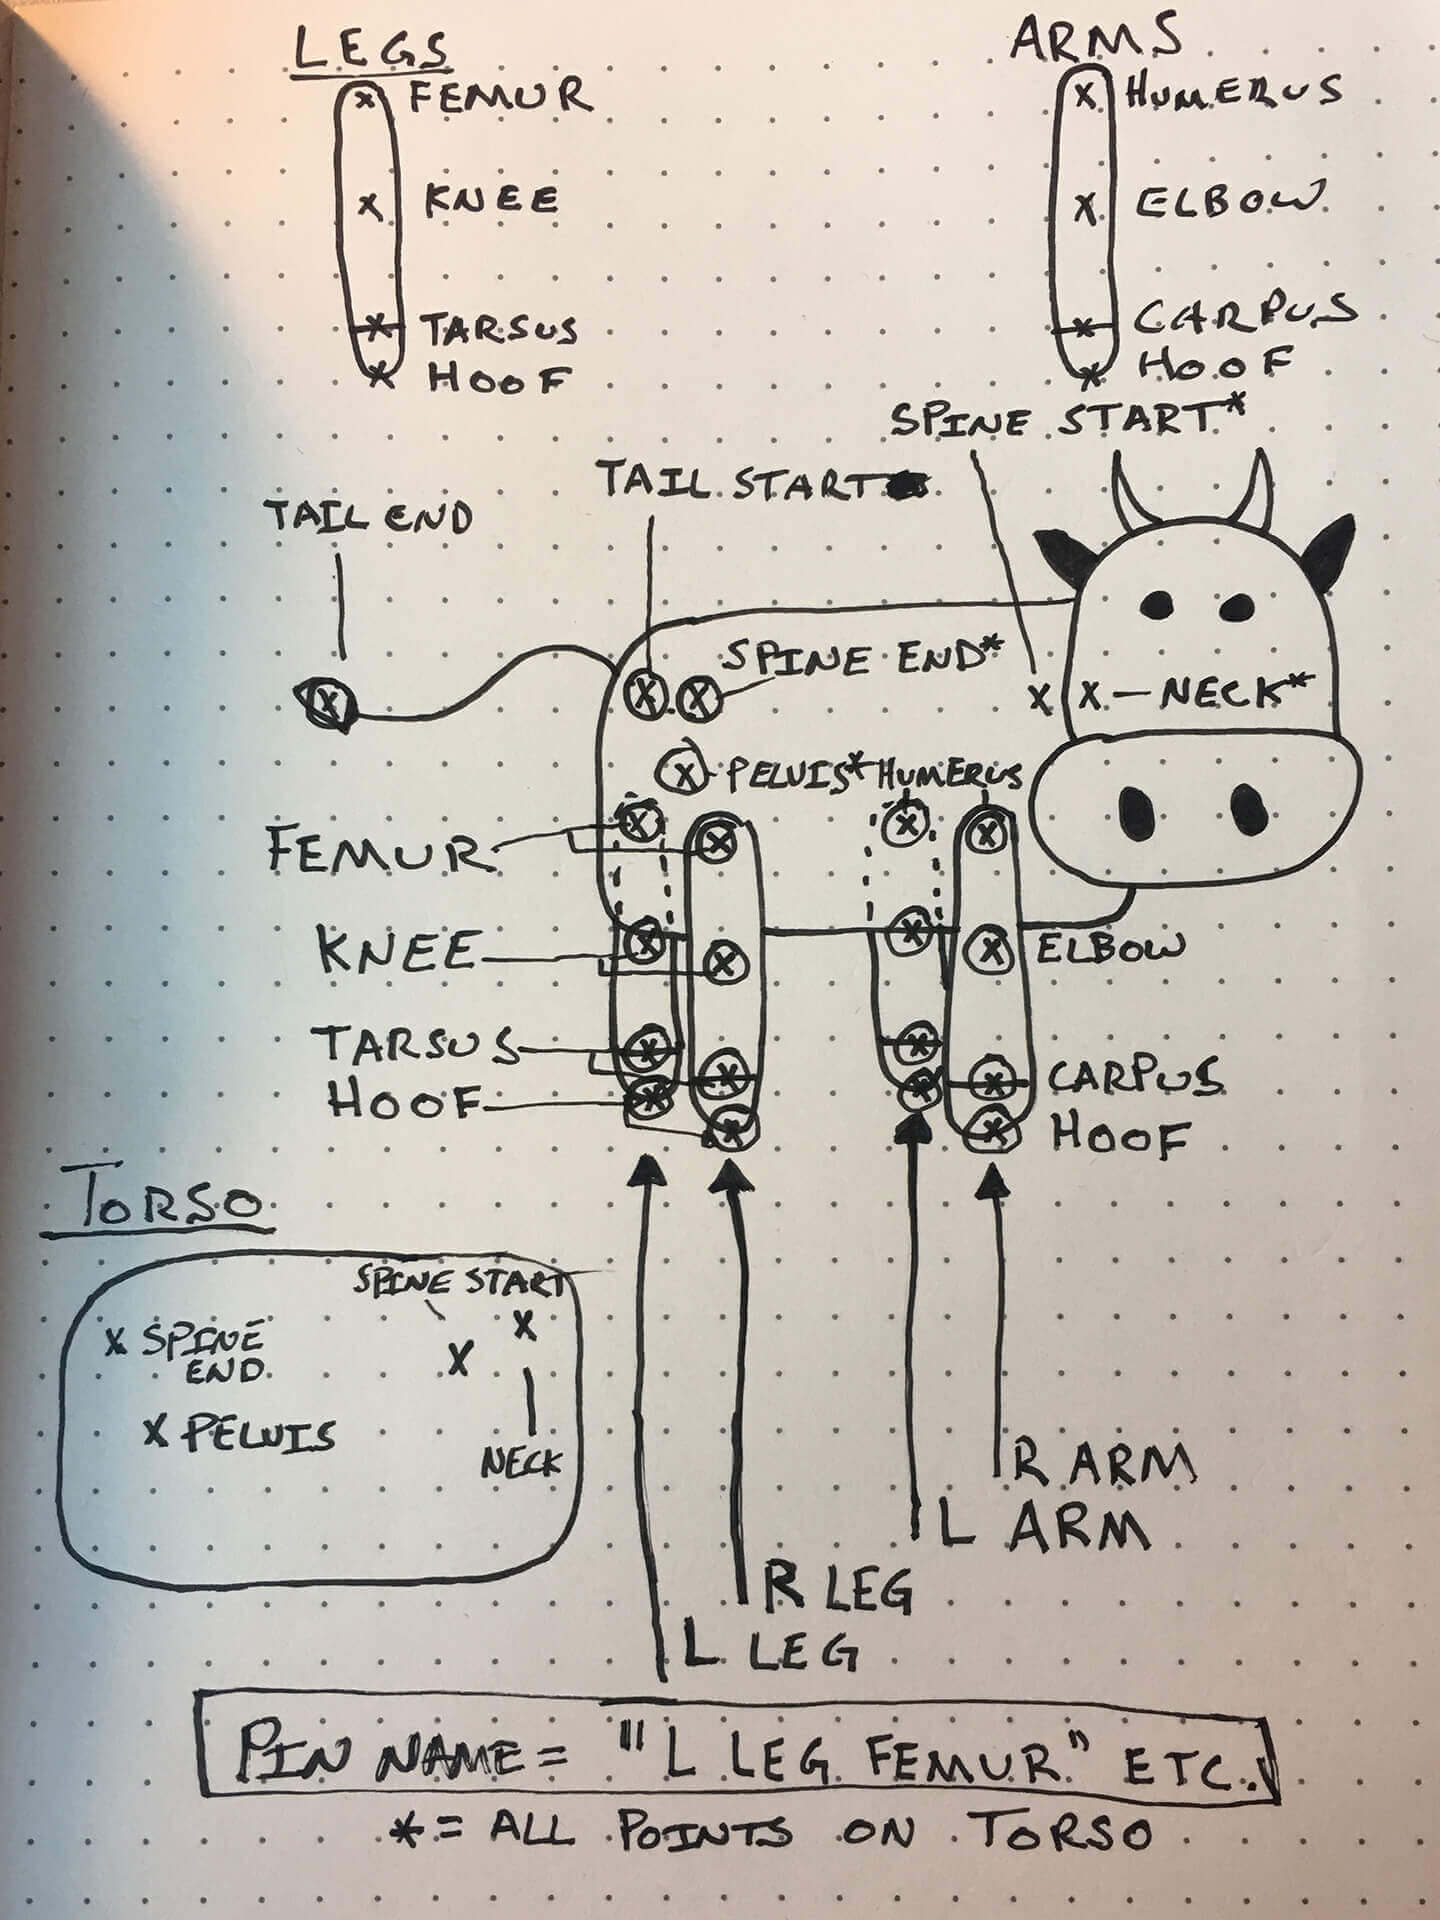 LEGS
FEMUR
KNEE
TARSUS
HOOF
ARMS
HUMERUS
ELBOW
CARPUS
HOOF
SPINE START*
TAIL START
TAIL END
SPINE END*
X - NECK*
PELVIS*
HUMERUS
FEMUR
KNEE
ELBOW
TARSUS
CARPUS
HOOF
HOOF
TORSO
SPINE START
X SPINE
END
X PELVIS
NECK
R ARM
L ARM
R LEG
L LEG
PIN NAME = "L LEG FEMUR" ETC.
* = ALL POINTS ON TORSO